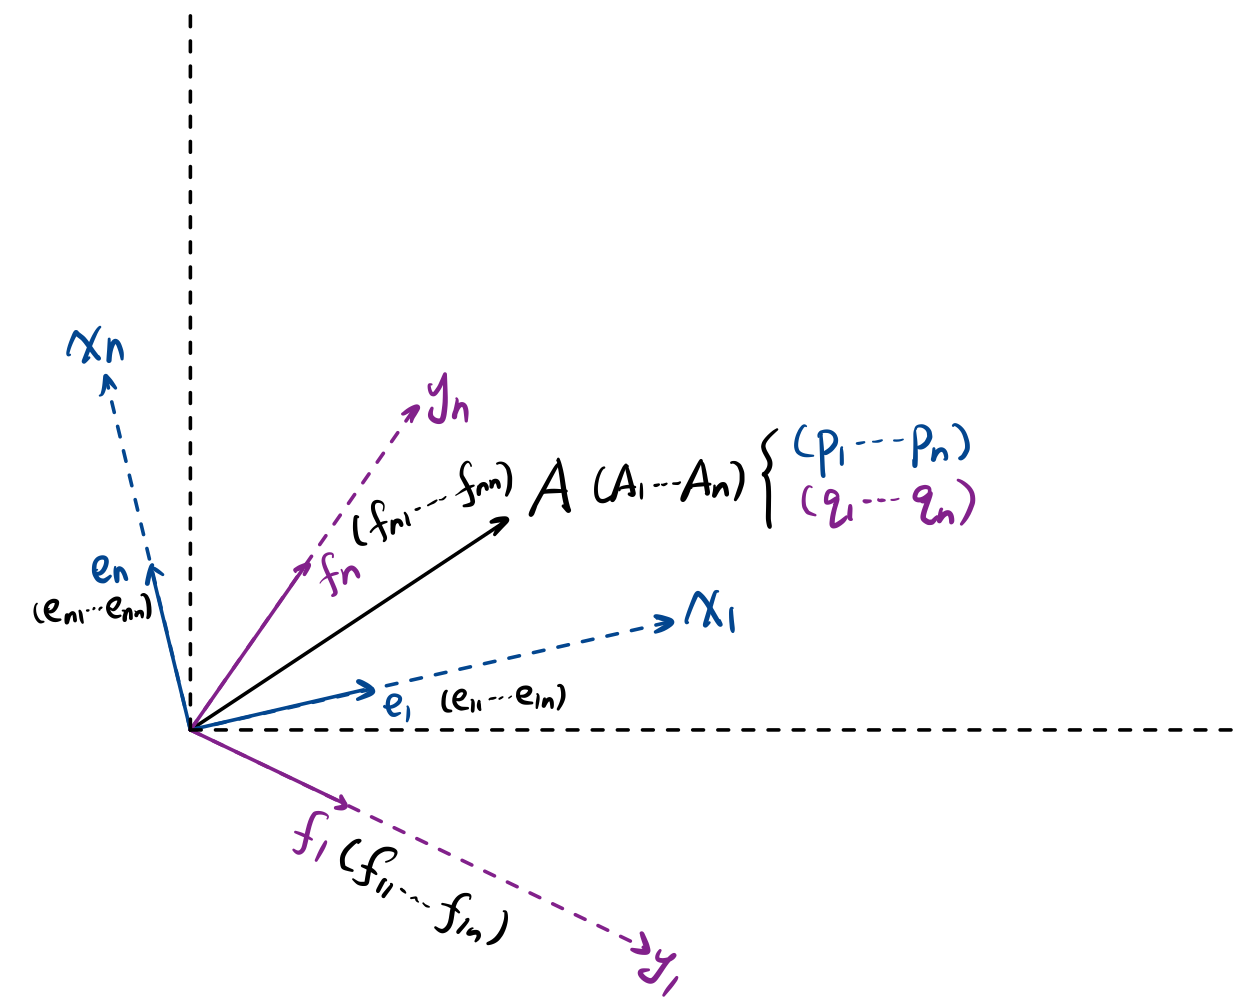 xn
yn
(p1----pn)
(fn1----fnn) A (A1---An) {
(q1---qn)
en
fn
(en1...enn)
x1
e1 (e11---e1n)
f1 (f11----f1n)
y1